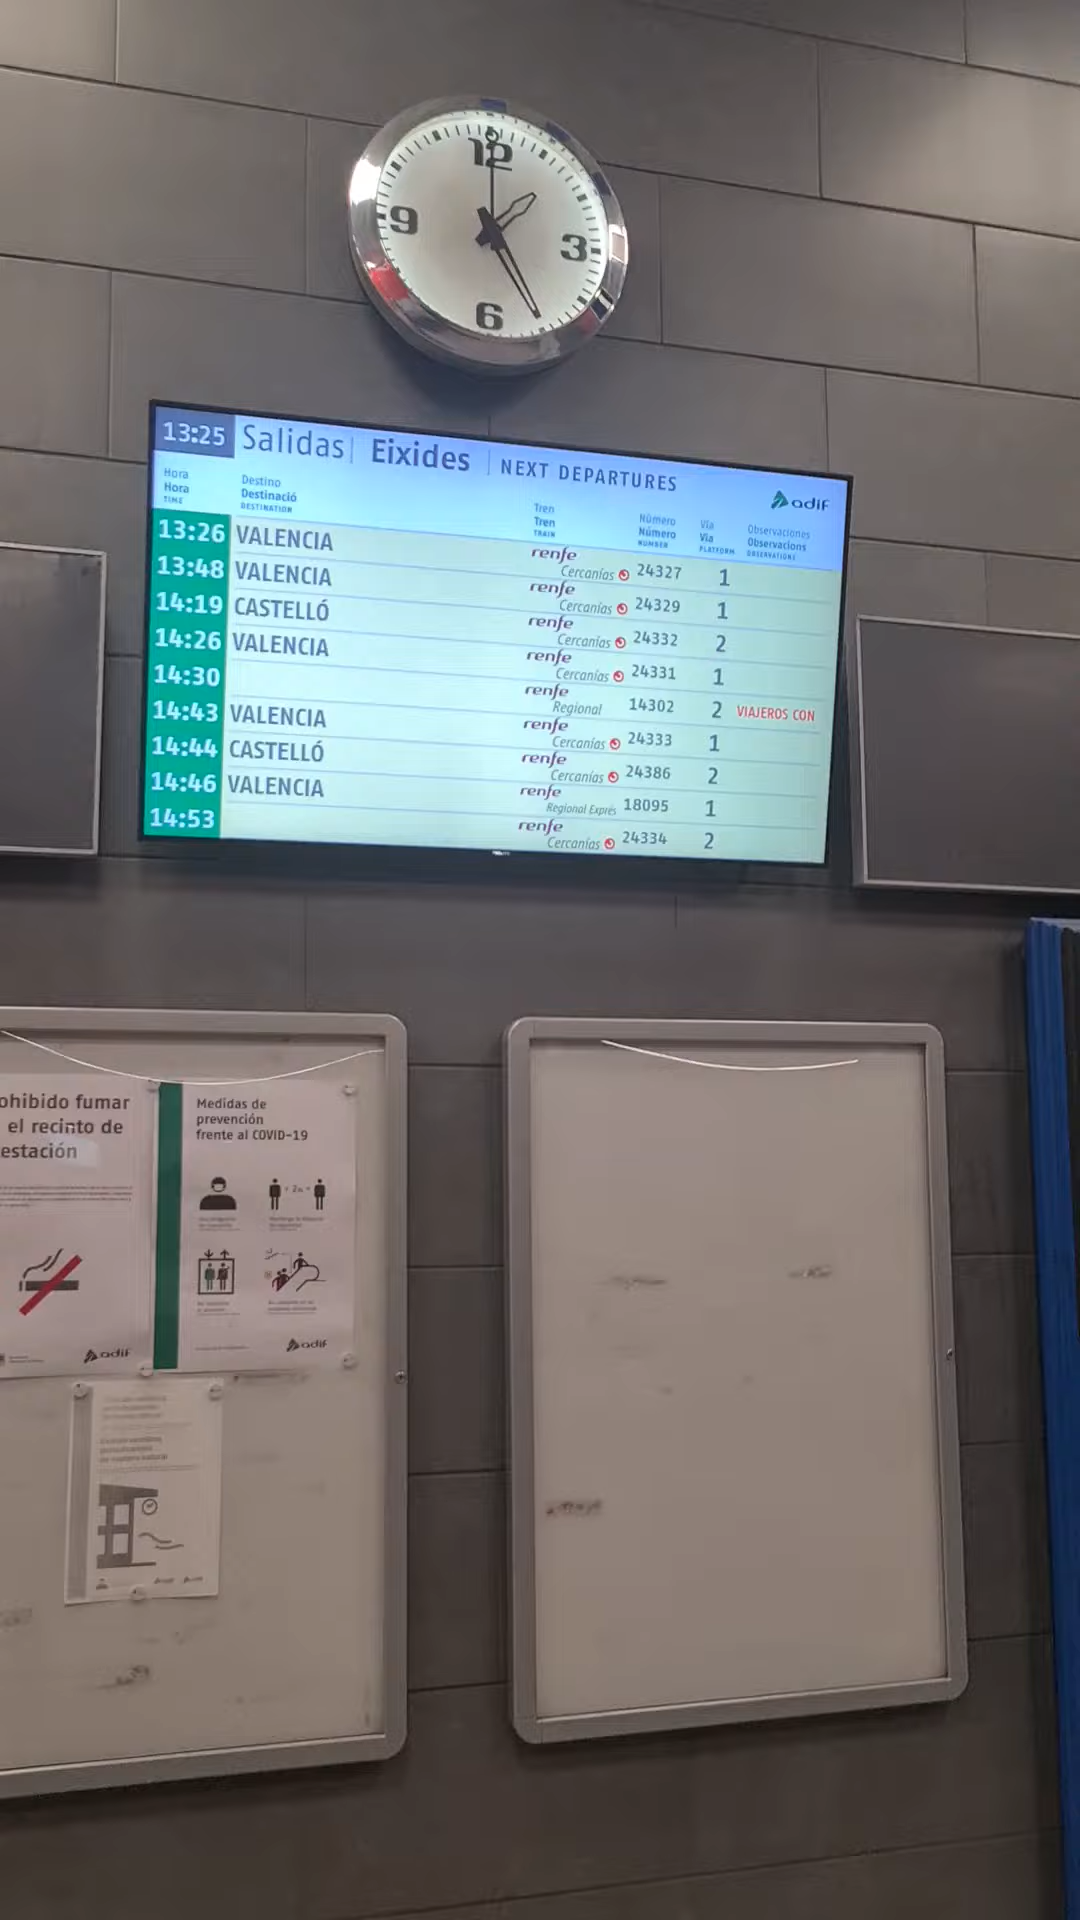 12
9
3
6
13:25 Salidas | Eixides | NEXT DEPARTURES
adif
Hora Destino Tren Número Vía Observaciones
Hora Destinació Tren Número Via Observacions
TIME DESTINATION TRAIN NUMBER PLATFORM OBSERVATIONS
13:26 VALENCIA renfe Cercanías 24327 1
13:48 VALENCIA renfe Cercanías 24329 1
14:19 CASTELLÓ renfe Cercanías 24332 2
14:26 VALENCIA renfe Cercanías 24331 1
14:30 renfe Regional 14302 2 VIAJEROS CON
14:43 VALENCIA renfe Cercanías 24333 1
14:44 CASTELLÓ renfe Cercanías 24386 2
14:46 VALENCIA renfe Regional Exprés 18095 1
14:53 renfe Cercanías 24334 2
ohibido fumar
el recinto de
estación
adif
Medidas de
prevención
frente al COVID-19
adif